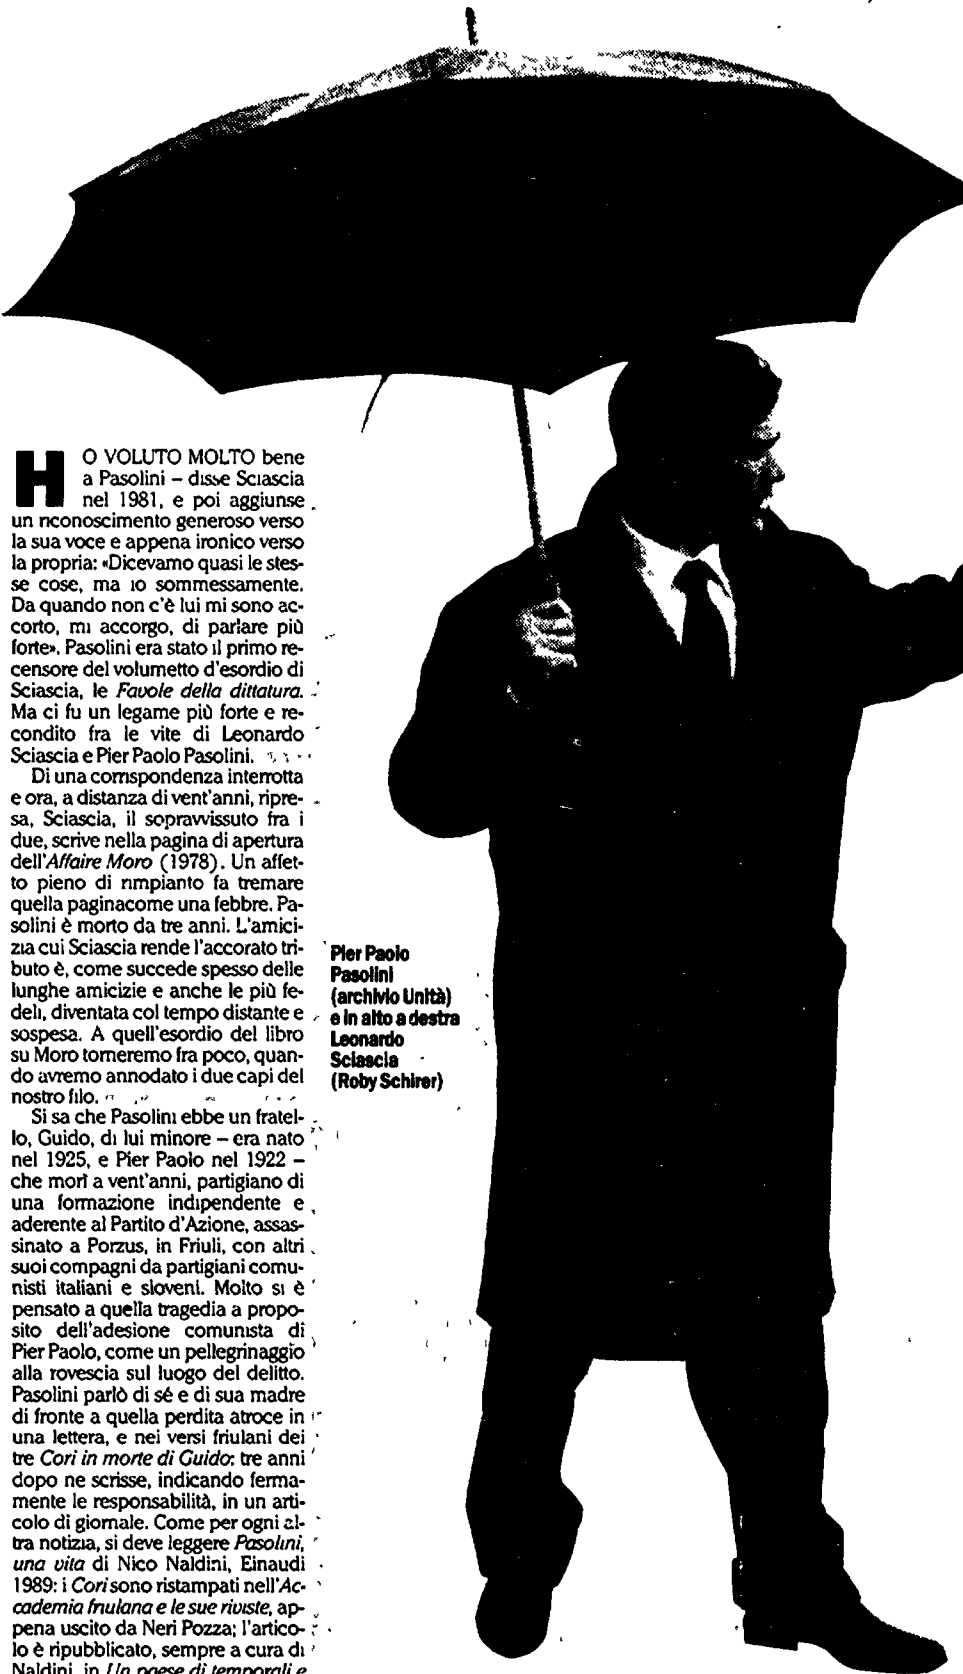 HO VOLUTO MOLTO bene
a Pasolini – disse Sciascia
nel 1981, e poi aggiunse
un riconoscimento generoso verso
la sua voce e appena ironico verso
la propria: «Dicevamo quasi le stes-
se cose, ma io sommessamente.
Da quando non c'è lui mi sono ac-
corto, mi accorgo, di parlare più
forte». Pasolini era stato il primo re-
censore del volumetto d'esordio di
Sciascia, le Favole della dittatura.
Ma ci fu un legame più forte e re-
condito fra le vite di Leonardo
Sciascia e Pier Paolo Pasolini.
Di una corrispondenza interrotta
e ora, a distanza di vent'anni, ripre-
sa, Sciascia, il sopravvissuto fra i
due, scrive nella pagina di apertura
dell'Affaire Moro (1978). Un affet-
to pieno di rimpianto fa tremare
quella paginacome una febbre. Pa-
solini è morto da tre anni. L'amici-
zia cui Sciascia rende l'accorato tri-
buto è, come succede spesso delle
lunghe amicizie e anche le più fe-
deli, diventata col tempo distante e
sospesa. A quell'esordio del libro
su Moro torneremo fra poco, quan-
do avremo annodato i due capi del
nostro filo.
Si sa che Pasolini ebbe un fratel-
lo, Guido, di lui minore – era nato
nel 1925, e Pier Paolo nel 1922 –
che morì a vent'anni, partigiano di
una formazione indipendente e
aderente al Partito d'Azione, assas-
sinato a Porzus, in Friuli, con altri
suoi compagni da partigiani comu-
nisti italiani e sloveni. Molto si è
pensato a quella tragedia a propo-
sito dell'adesione comunista di
Pier Paolo, come un pellegrinaggio
alla rovescia sul luogo del delitto.
Pasolini parlò di sé e di sua madre
di fronte a quella perdita atroce in
una lettera, e nei versi friulani dei
tre Cori in morte di Guido: tre anni
dopo ne scrisse, indicando ferma-
mente le responsabilità, in un arti-
colo di giornale. Come per ogni al-
tra notizia, si deve leggere Pasolini,
una vita di Nico Naldini, Einaudi
1989: i Cori sono ristampati nell'Ac-
cademia friulana e le sue riviste, ap-
pena uscito da Neri Pozza; l'artico-
lo è ripubblicato, sempre a cura di
Naldini, in Un paese di temporali e
Pier Paolo
Pasolini
(archivio Unità)
e in alto a destra
Leonardo
Sciascia
(Roby Schirer)